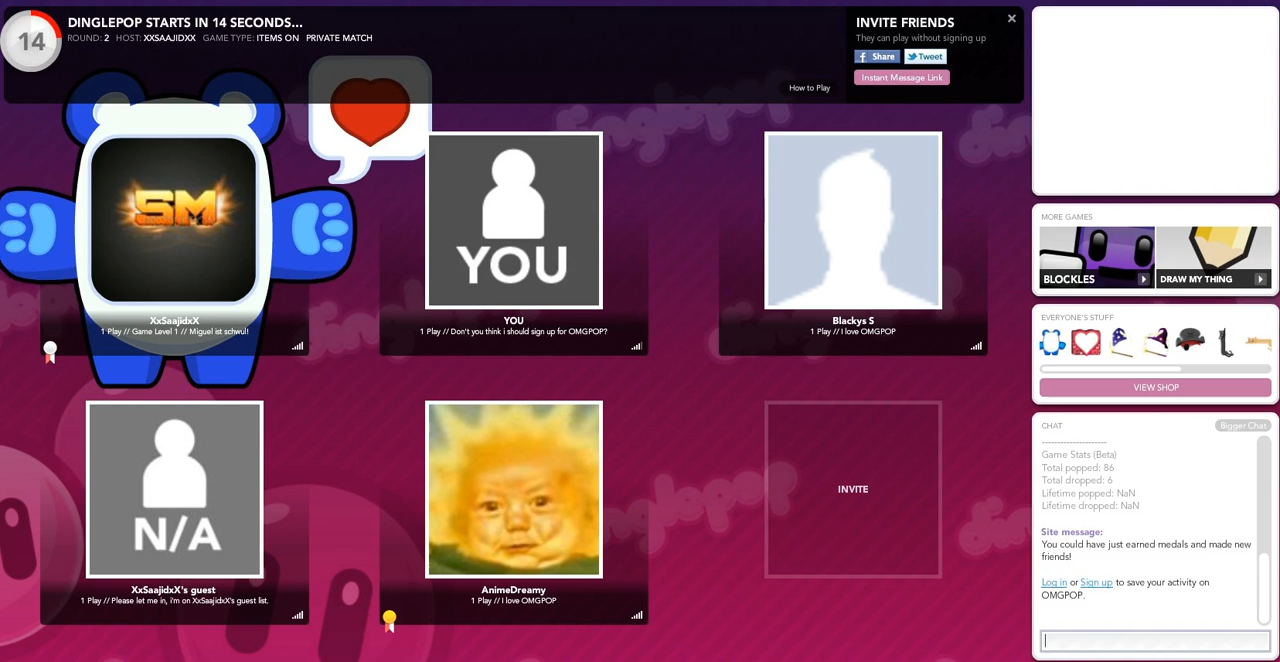 14
DINGLEPOP STARTS IN 14 SECONDS...
ROUND: 2 HOST: XXSAAJIDXX GAME TYPE: ITEMS ON PRIVATE MATCH
How to Play
INVITE FRIENDS
They can play without signing up
f Share Tweet
Instant Message Link
SM
XxSaajidxX
1 Play // Game Level 1 // Miguel ist schwul!
YOU
YOU
1 Play // Don't you think i should sign up for OMGPOP?
Blackys S
1 Play // I love OMGPOP
N/A
XxSaajidxX's guest
1 Play // Please let me in, i'm on XxSaajidxX's guest list.
AnimeDreamy
1 Play // I love OMGPOP
INVITE
dinglepop
dinglepop
MORE GAMES
BLOCKLES
DRAW MY THING
EVERYONE'S STUFF
VIEW SHOP
CHAT
Bigger Chat
---------------------
Game Stats (Beta)
Total popped: 86
Total dropped: 6
Lifetime popped: NaN
Lifetime dropped: NaN
Site message:
You could have just earned medals and made new
friends!
Log in or Sign up to save your activity on
OMGPOP.